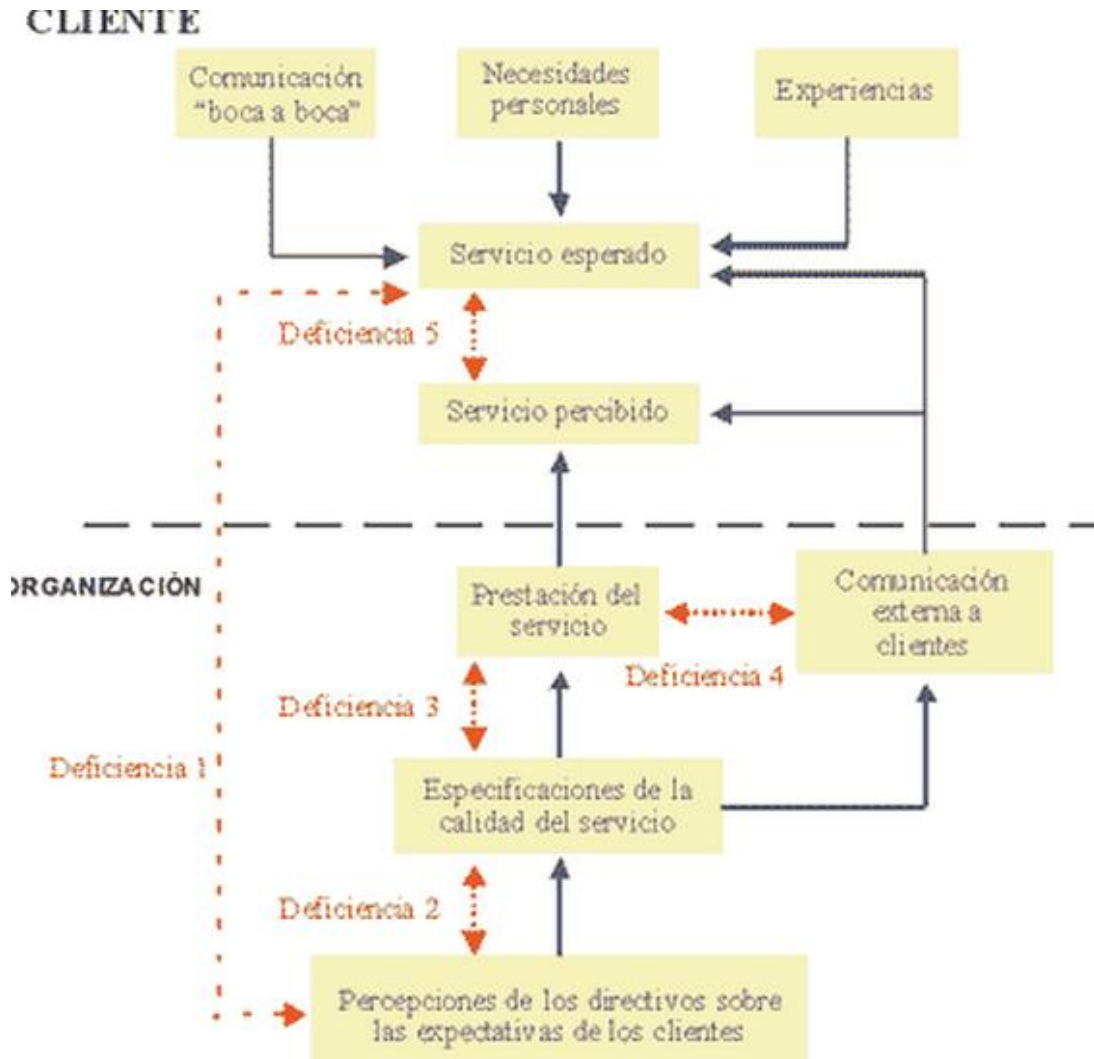 CLIENTE
Comunicación
"boca a boca"
Necesidades
personales
Experiencias
Servicio esperado
Deficiencia 5
Servicio percibido
ORGANIZACIÓN
Prestación del
servicio
Comunicación
externa a
clientes
Deficiencia 4
Deficiencia 3
Deficiencia 1
Especificaciones de la
calidad del servicio
Deficiencia 2
Percepciones de los directivos sobre
las expectativas de los clientes